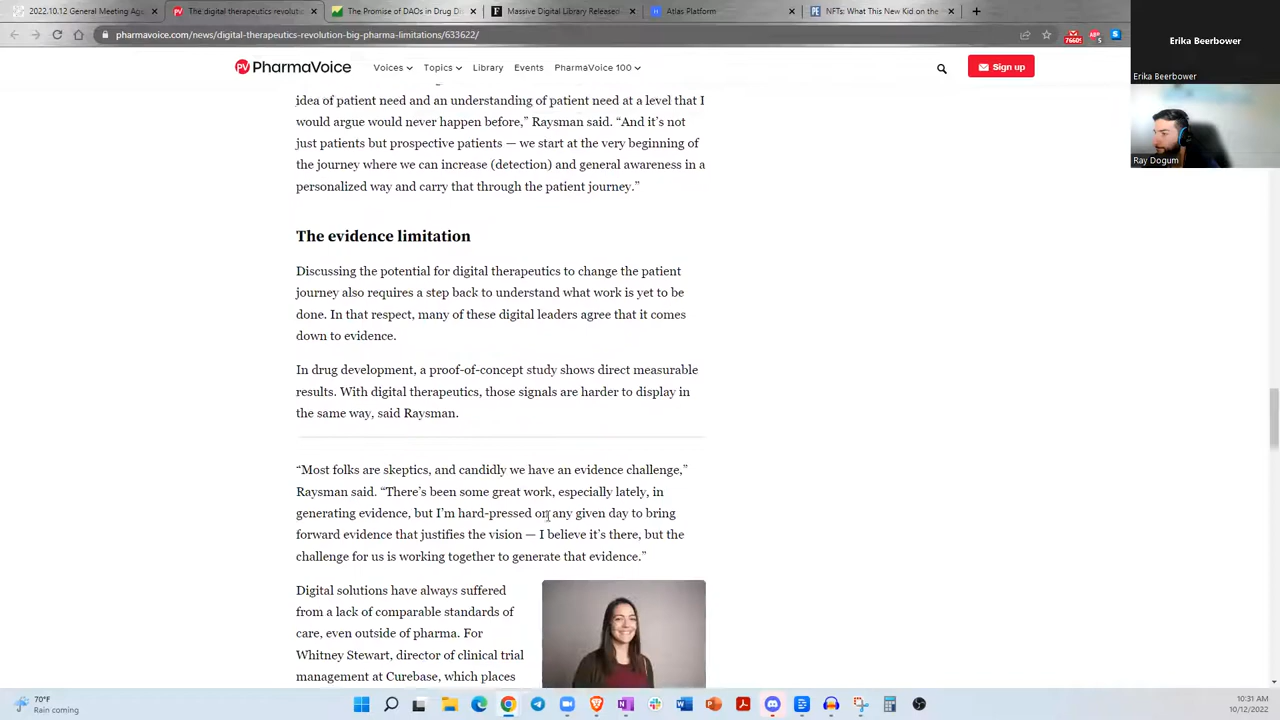 2022.10.12 General Meeting Age
The digital therapeutics revoluti
The Promise of DAOs in Drug Di
Massive Digital Library Released
Atlas Platform
NFTs: What This New Kid on the
pharmavoice.com/news/digital-therapeutics-revolution-big-pharma-limitations/633622/
Erika Beerbower
Erika Beerbower
Ray Dogum
PV PharmaVoice
Voices
Topics
Library
Events
PharmaVoice 100
Sign up
idea of patient need and an understanding of patient need at a level that I
would argue would never happen before,” Raysman said. “And it’s not
just patients but prospective patients — we start at the very beginning of
the journey where we can increase (detection) and general awareness in a
personalized way and carry that through the patient journey.”
The evidence limitation
Discussing the potential for digital therapeutics to change the patient
journey also requires a step back to understand what work is yet to be
done. In that respect, many of these digital leaders agree that it comes
down to evidence.
In drug development, a proof-of-concept study shows direct measurable
results. With digital therapeutics, those signals are harder to display in
the same way, said Raysman.
“Most folks are skeptics, and candidly we have an evidence challenge,”
Raysman said. “There’s been some great work, especially lately, in
generating evidence, but I’m hard-pressed on any given day to bring
forward evidence that justifies the vision — I believe it’s there, but the
challenge for us is working together to generate that evidence.”
Digital solutions have always suffered
from a lack of comparable standards of
care, even outside of pharma. For
Whitney Stewart, director of clinical trial
management at Curebase, which places
70°F
Rain coming
10:31 AM
10/12/2022